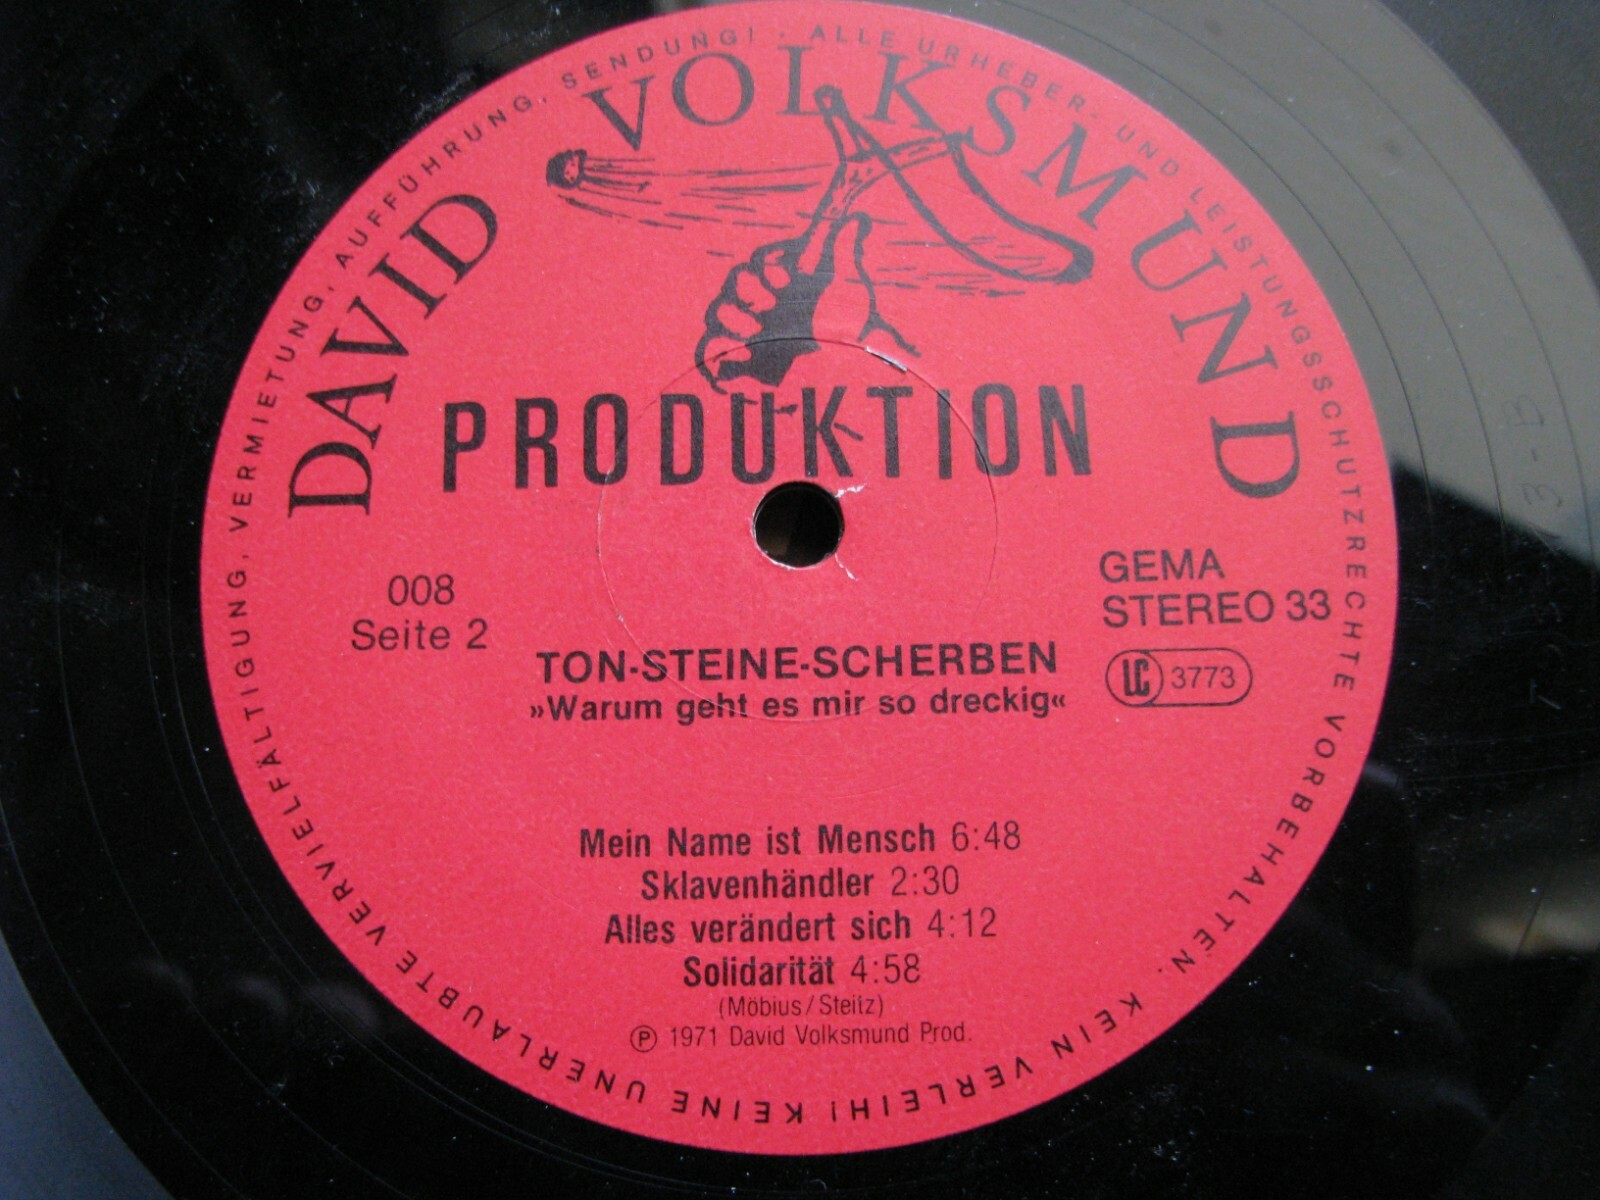 DAVID VOLKSMUND
PRODUKTION
008
Seite 2
GEMA
STEREO 33
LC 3773
TON-STEINE-SCHERBEN
»Warum geht es mir so dreckig«
Mein Name ist Mensch 6:48
Sklavenhändler 2:30
Alles verändert sich 4:12
Solidarität 4:58
(Möbius/Steitz)
Ⓟ 1971 David Volksmund Prod.
ALLE URHEBER- UND LEISTUNGSSCHUTZRECHTE VORBEHALTEN. KEIN VERLEIH! KEINE UNERLAUBTE VERVIELFÄLTIGUNG, VERMIETUNG, AUFFÜHRUNG, SENDUNG! ·